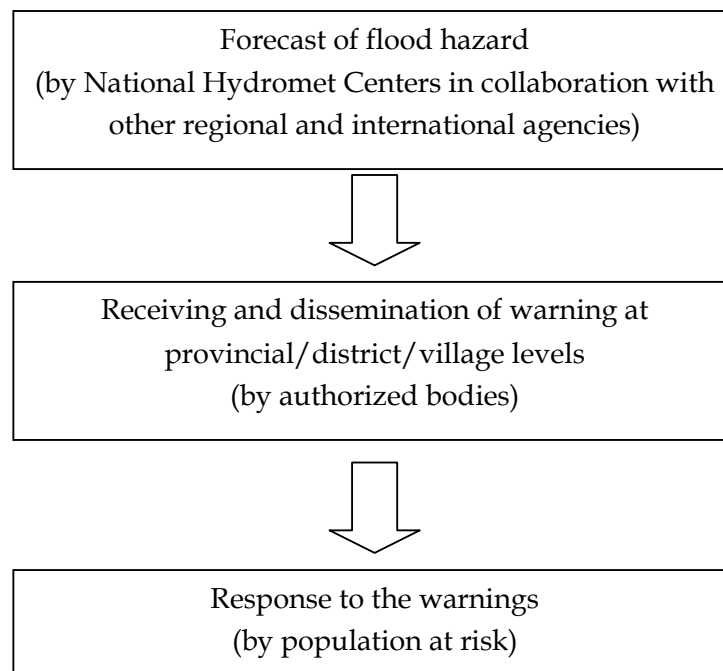 Forecast of flood hazard
(by National Hydromet Centers in collaboration with
other regional and international agencies)
Receiving and dissemination of warning at
provincial/district/village levels
(by authorized bodies)
Response to the warnings
(by population at risk)